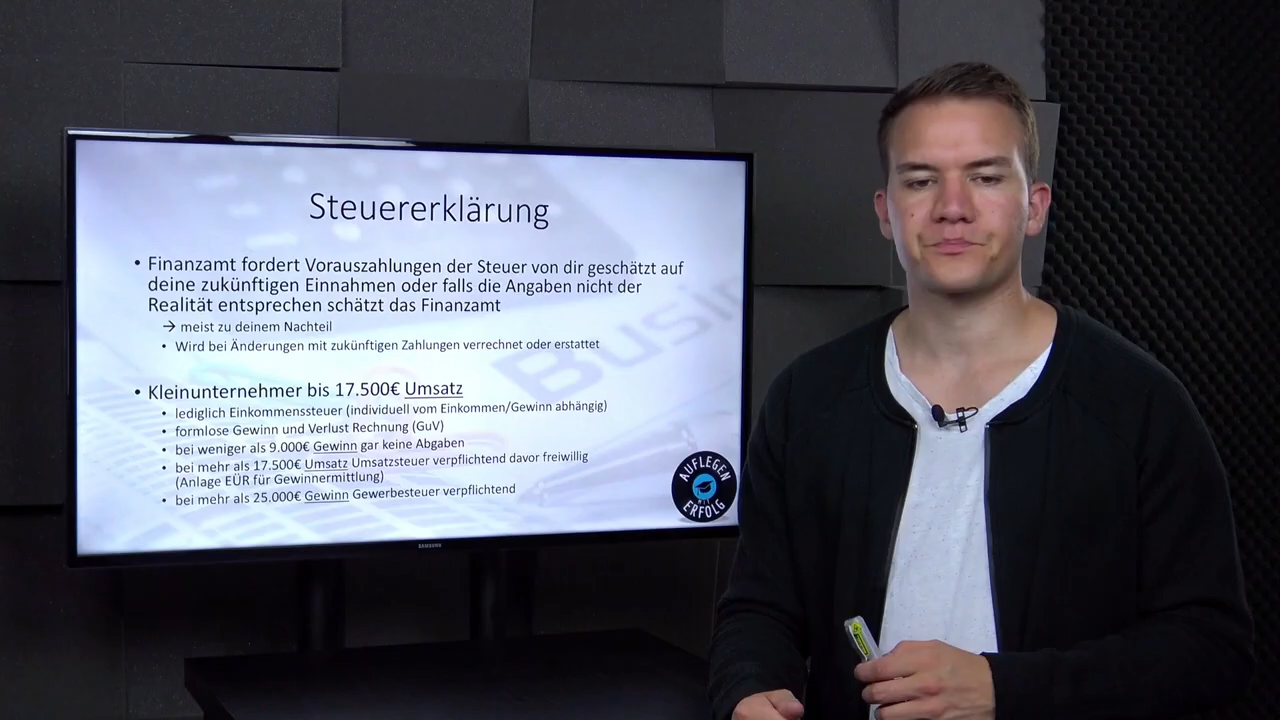 Steuererklärung
• Finanzamt fordert Vorauszahlungen der Steuer von dir geschätzt auf
deine zukünftigen Einnahmen oder falls die Angaben nicht der
Realität entsprechen schätzt das Finanzamt
→ meist zu deinem Nachteil
• Wird bei Änderungen mit zukünftigen Zahlungen verrechnet oder erstattet
• Kleinunternehmer bis 17.500€ Umsatz
• lediglich Einkommenssteuer (individuell vom Einkommen/Gewinn abhängig)
• formlose Gewinn und Verlust Rechnung (GuV)
• bei weniger als 9.000€ Gewinn gar keine Abgaben
• bei mehr als 17.500€ Umsatz Umsatzsteuer verpflichtend davor freiwillig
(Anlage EÜR für Gewinnermittlung)
• bei mehr als 25.000€ Gewinn Gewerbesteuer verpflichtend
Busin
AUFLEGEN
MIT
ERFOLG
SAMSUNG